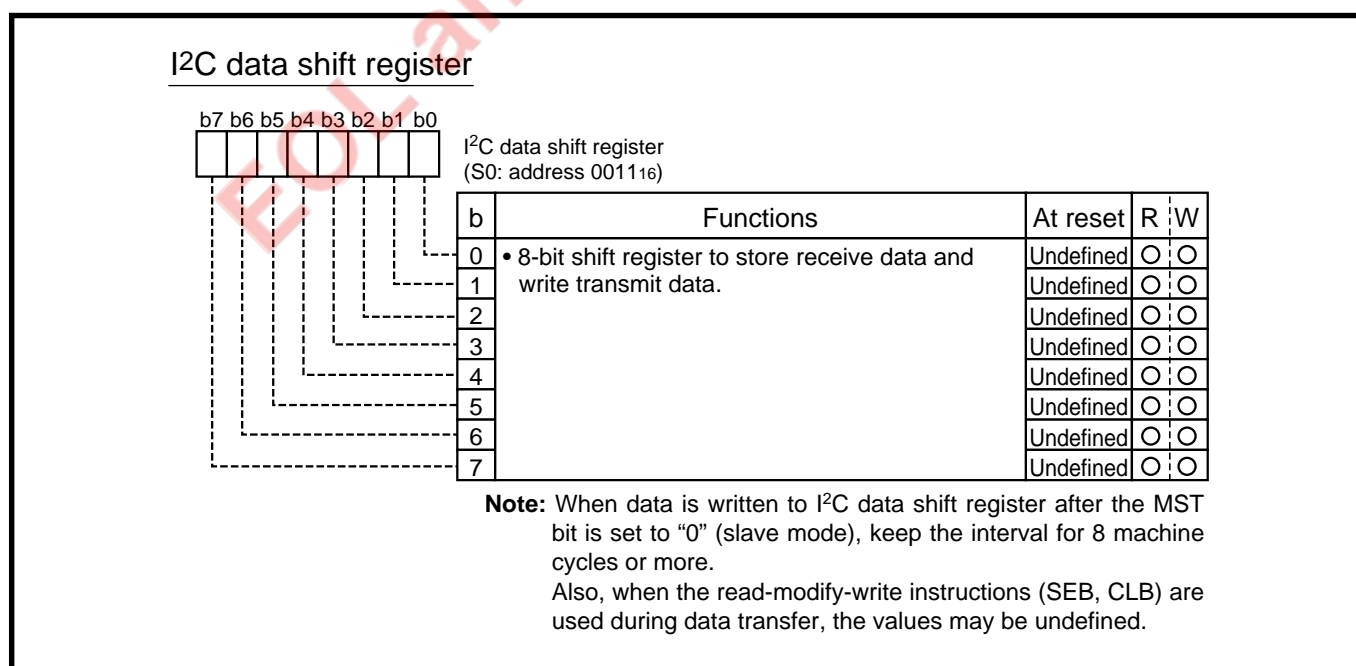 EOL an
I2C data shift register
b7 b6 b5 b4 b3 b2 b1 b0
I2C data shift register
(S0: address 001116)
b Functions At reset R W
0 • 8-bit shift register to store receive data and Undefined O O
1 write transmit data. Undefined O O
2 Undefined O O
3 Undefined O O
4 Undefined O O
5 Undefined O O
6 Undefined O O
7 Undefined O O
Note: When data is written to I2C data shift register after the MST
bit is set to “0” (slave mode), keep the interval for 8 machine
cycles or more.
Also, when the read-modify-write instructions (SEB, CLB) are
used during data transfer, the values may be undefined.